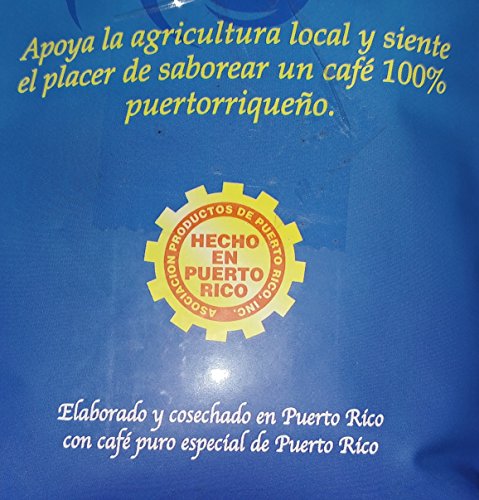 Apoya la agricultura local y siente
el placer de saborear un café 100%
puertorriqueño.
ASOCIACION PRODUCTOS DE PUERTO RICO, INC.
HECHO
EN
PUERTO
RICO
Elaborado y cosechado en Puerto Rico
con café puro especial de Puerto Rico